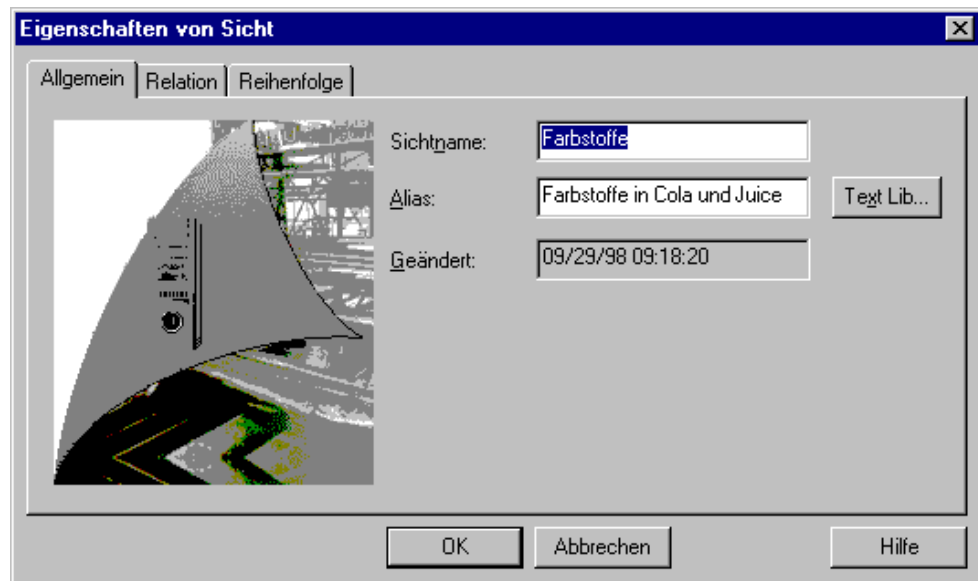 Eigenschaften von Sicht
Allgemein Relation Reihenfolge
Sichtname: Farbstoffe
Alias: Farbstoffe in Cola und Juice Text Lib...
Geändert: 09/29/98 09:18:20
OK Abbrechen Hilfe